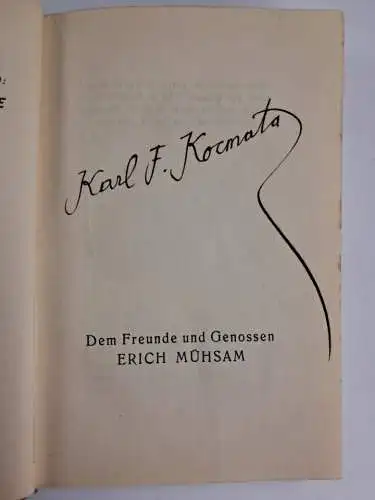 E
Karl F. Kocmata
Dem Freunde und Genossen
ERICH MÜHSAM